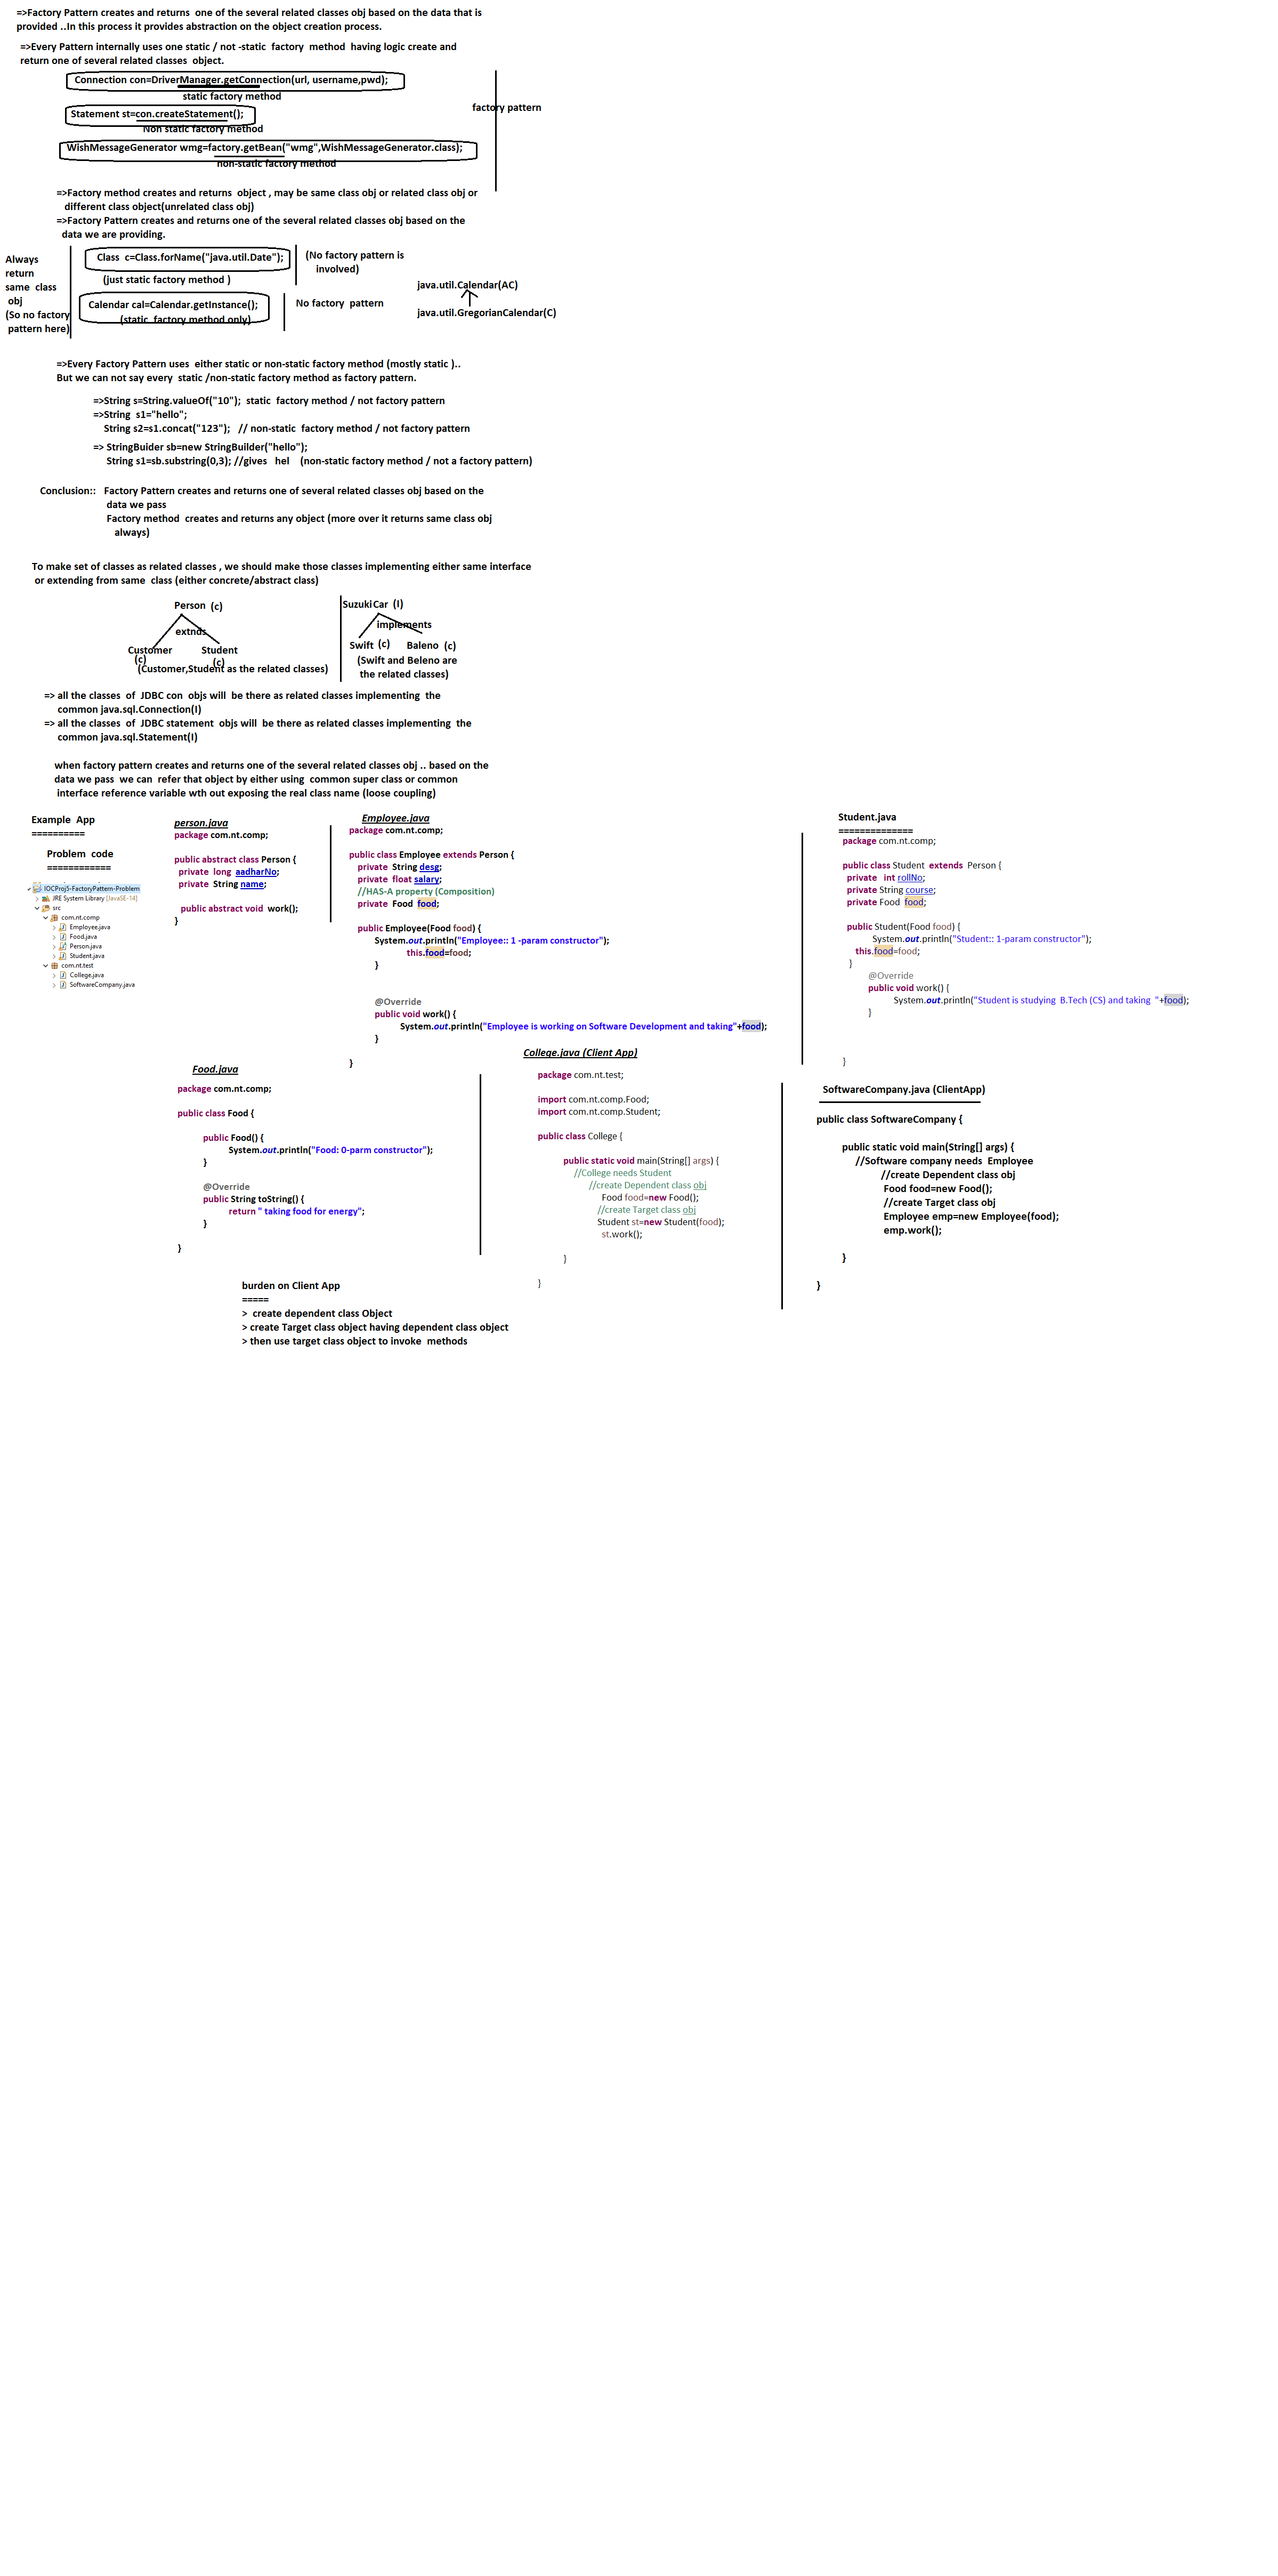 =>Factory Pattern creates and returns  one of the several related classes obj based on the data that is
provided ..In this process it provides abstraction on the object creation process.
=>Every Pattern internally uses one static / not -static  factory  method  having logic create and
return one of several related classes  object.
Connection con=DriverManager.getConnection(url, username,pwd);
static factory method
factory pattern
Statement st=con.createStatement();
Non static factory method
WishMessageGenerator wmg=factory.getBean("wmg",WishMessageGenerator.class);
non-static factory method
=>Factory method creates and returns  object , may be same class obj or related class obj or
different class object(unrelated class obj)
=>Factory Pattern creates and returns one of the several related classes obj based on the
data we are providing.
Always
return
same  class
obj
(So no factory
pattern here)
Class  c=Class.forName("java.util.Date");
(just static factory method )
(No factory pattern is
involved)
Calendar cal=Calendar.getInstance();
(static  factory method only)
No factory  pattern
java.util.Calendar(AC)
java.util.GregorianCalendar(C)
=>Every Factory Pattern uses  either static or non-static factory method (mostly static )..
But we can not say every  static /non-static factory method as factory pattern.
=>String s=String.valueOf("10");  static  factory method / not factory pattern
=>String  s1="hello";
String s2=s1.concat("123");   // non-static  factory method / not factory pattern
=> StringBuider sb=new StringBuilder("hello");
String s1=sb.substring(0,3); //gives   hel    (non-static factory method / not a factory pattern)
Conclusion::   Factory Pattern creates and returns one of several related classes obj based on the
data we pass
Factory method  creates and returns any object (more over it returns same class obj
always)
To make set of classes as related classes , we should make those classes implementing either same interface
or extending from same  class (either concrete/abstract class)
Person (c)
extnds
Customer
(c)
Student
(c)
(Customer,Student as the related classes)
SuzukiCar (I)
implements
Swift (c)
Baleno (c)
(Swift and Beleno are
the related classes)
=> all the classes  of  JDBC con  objs will  be there as related classes implementing  the
common java.sql.Connection(I)
=> all the classes  of  JDBC statement  objs will  be there as related classes implementing  the
common java.sql.Statement(I)
when factory pattern creates and returns one of the several related classes obj .. based on the
data we pass  we can  refer that object by either using  common super class or common
interface reference variable wth out exposing the real class name (loose coupling)
Example  App
==========
Problem  code
============
IOCProj5-FactoryPattern-Problem
JRE System Library [JavaSE-14]
src
com.nt.comp
Employee.java
Food.java
Person.java
Student.java
com.nt.test
College.java
SoftwareCompany.java
person.java
package com.nt.comp;
public abstract class Person {
private  long  aadharNo;
private  String name;
public abstract void  work();
}
Employee.java
package com.nt.comp;
public class Employee extends Person {
private  String desg;
private  float salary;
//HAS-A property (Composition)
private  Food  food;
public Employee(Food food) {
System.out.println("Employee:: 1 -param constructor");
this.food=food;
}
@Override
public void work() {
System.out.println("Employee is working on Software Development and taking"+food);
}
}
Student.java
==============
package com.nt.comp;
public class Student  extends  Person {
private   int rollNo;
private String course;
private Food  food;
public Student(Food food) {
System.out.println("Student:: 1-param constructor");
this.food=food;
}
@Override
public void work() {
System.out.println("Student is studying  B.Tech (CS) and taking  "+food);
}
}
Food.java
package com.nt.comp;
public class Food {
public Food() {
System.out.println("Food: 0-parm constructor");
}
@Override
public String toString() {
return " taking food for energy";
}
}
College.java (Client App)
package com.nt.test;
import com.nt.comp.Food;
import com.nt.comp.Student;
public class College {
public static void main(String[] args) {
//College needs Student
//create Dependent class obj
Food food=new Food();
//create Target class obj
Student st=new Student(food);
st.work();
}
}
SoftwareCompany.java (ClientApp)
public class SoftwareCompany {
public static void main(String[] args) {
//Software company needs  Employee
//create Dependent class obj
Food food=new Food();
//create Target class obj
Employee emp=new Employee(food);
emp.work();
}
}
burden on Client App
=====
>  create dependent class Object
> create Target class object having dependent class object
> then use target class object to invoke  methods